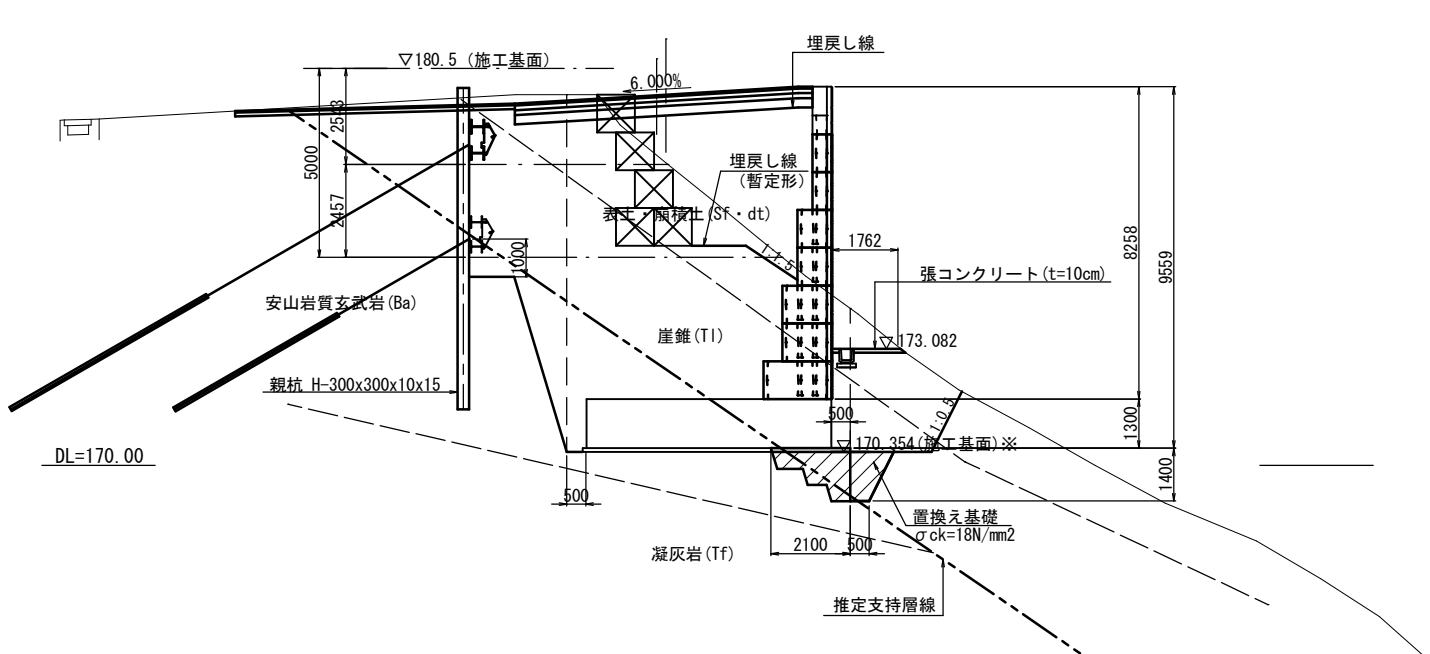 埋戻し線
▽180.5 (施工基面)
6.000%
2543
5000
2457
埋戻し線
(暫定形)
表土・崩積土(Sf・dt)
1:1.5
1762
8258
9559
1000
張コンクリート(t=10cm)
安山岩質玄武岩(Ba)
崖錐(Tl)
▽173.082
親杭 H-300x300x10x15
500
1:0.5
1300
▽170.354(施工基面)※
DL=170.00
1400
500
置換え基礎
σck=18N/mm2
2100
500
凝灰岩(Tf)
推定支持層線